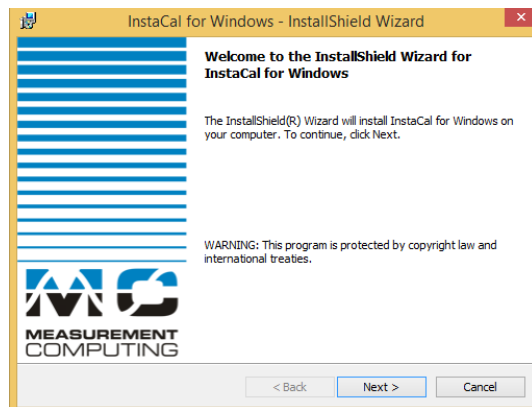 InstaCal for Windows - InstallShield Wizard
Welcome to the InstallShield Wizard for
InstaCal for Windows
The InstallShield(R) Wizard will install InstaCal for Windows on
your computer. To continue, click Next.
WARNING: This program is protected by copyright law and
international treaties.
MC
MEASUREMENT
COMPUTING
< Back
Next >
Cancel